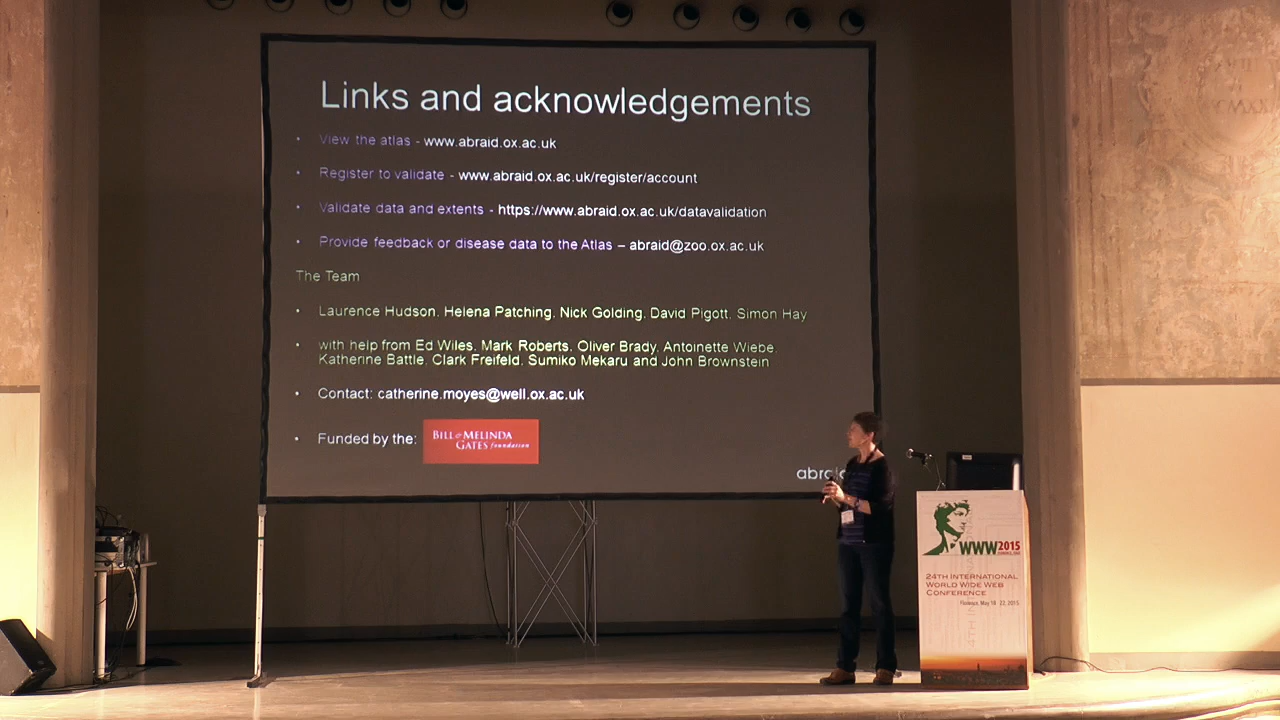 Links and acknowledgements
• View the atlas - www.abraid.ox.ac.uk
• Register to validate - www.abraid.ox.ac.uk/register/account
• Validate data and extents - https://www.abraid.ox.ac.uk/datavalidation
• Provide feedback or disease data to the Atlas – abraid@zoo.ox.ac.uk
The Team
• Laurence Hudson, Helena Patching, Nick Golding, David Pigott, Simon Hay
• with help from Ed Wiles, Mark Roberts, Oliver Brady, Antoinette Wiebe,
Katherine Battle, Clark Freifeld, Sumiko Mekaru and John Brownstein
• Contact: catherine.moyes@well.ox.ac.uk
• Funded by the:
BILL & MELINDA
GATES foundation
WWW2015
24TH INTERNATIONAL
WORLD WIDE WEB
CONFERENCE
Florence, May 18 - 22, 2015